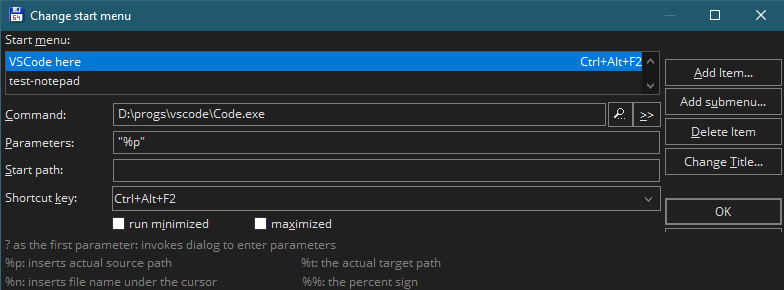 64
Change start menu
Start menu:
VSCode here Ctrl+Alt+F2
test-notepad
Add Item...
Add submenu...
Command: D:\progs\vscode\Code.exe >>
Delete Item
Parameters: "%p"
Change Title...
Start path:
Shortcut key: Ctrl+Alt+F2
OK
run minimized maximized
? as the first parameter: invokes dialog to enter parameters
%p: inserts actual source path %t: the actual target path
%n: inserts file name under the cursor %%: the percent sign